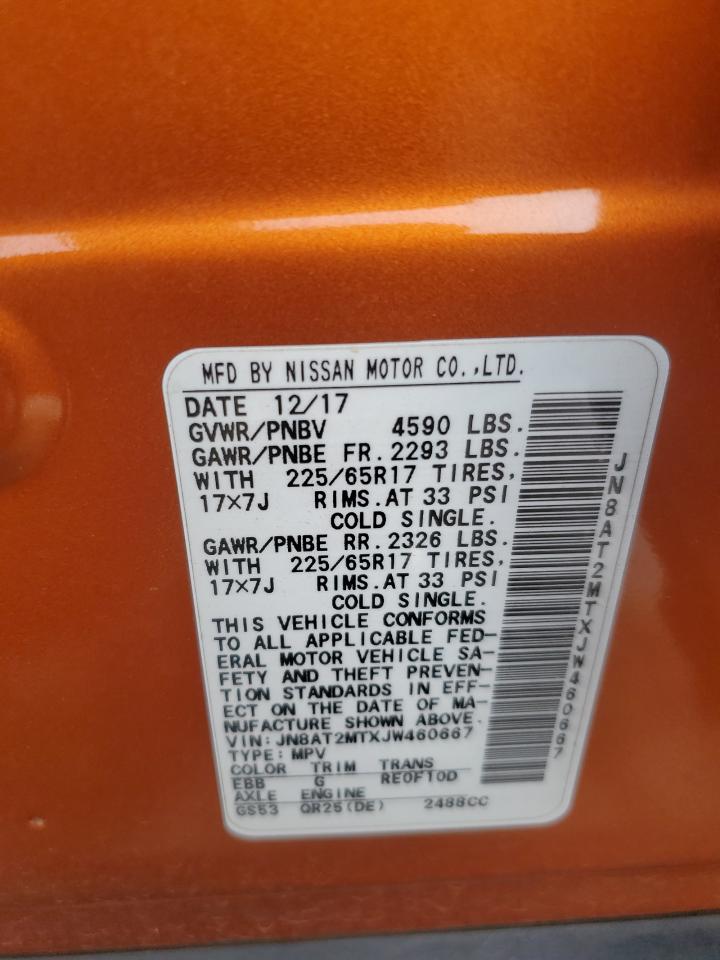 MFD BY NISSAN MOTOR CO.,LTD.
DATE 12/17
GVWR/PNBV 4590 LBS.
GAWR/PNBE FR. 2293 LBS.
WITH 225/65R17 TIRES,
17×7J RIMS.AT 33 PSI
COLD SINGLE.
GAWR/PNBE RR. 2326 LBS.
WITH 225/65R17 TIRES,
17×7J RIMS.AT 33 PSI
COLD SINGLE.
THIS VEHICLE CONFORMS
TO ALL APPLICABLE FED-
ERAL MOTOR VEHICLE SA-
FETY AND THEFT PREVEN-
TION STANDARDS IN EFF-
ECT ON THE DATE OF MA-
NUFACTURE SHOWN ABOVE.
VIN: JN8AT2MTXJW460667
TYPE: MPV
COLOR TRIM TRANS
EBB G RE0F10D
AXLE ENGINE
GS53 QR25(DE) 2488CC
JN8AT2MTXJW460667